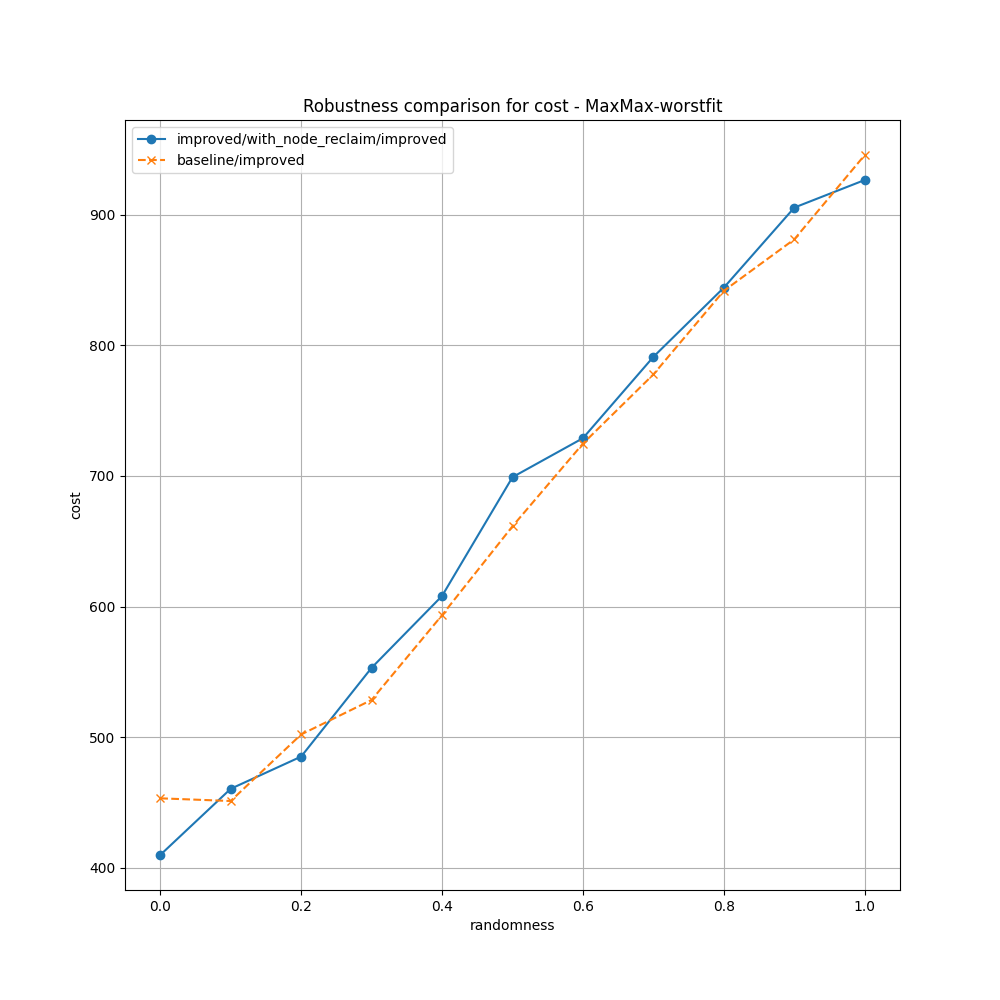 Robustness comparison for cost - MaxMax-worstfit
improved/with_node_reclaim/improved
baseline/improved
900
800
700
600
500
400
cost
0.0 0.2 0.4 0.6 0.8 1.0
randomness